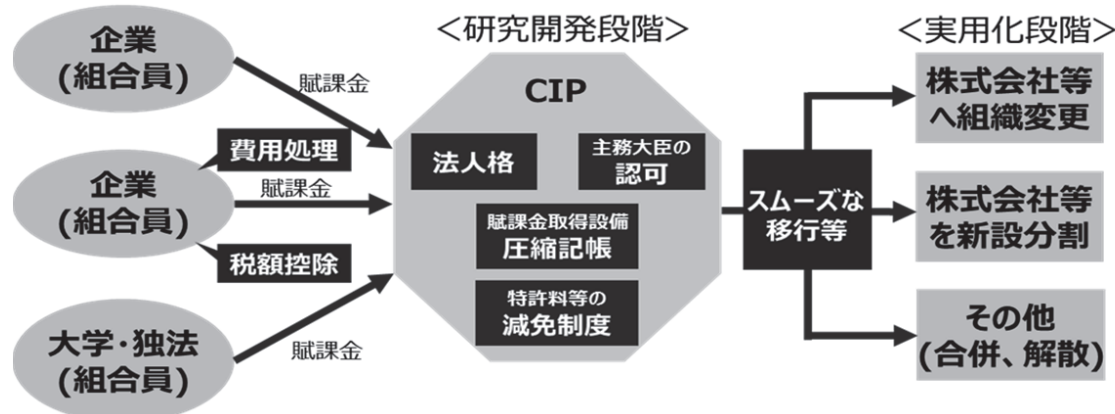 企業
(組合員)
賦課金
費用処理
企業
(組合員)
賦課金
税額控除
大学・独法
(組合員)
賦課金
<研究開発段階>
CIP
法人格
主務大臣の
認可
賦課金取得設備
圧縮記帳
特許料等の
減免制度
スムーズな
移行等
<実用化段階>
株式会社等
へ組織変更
株式会社等
を新設分割
その他
(合併、解散)